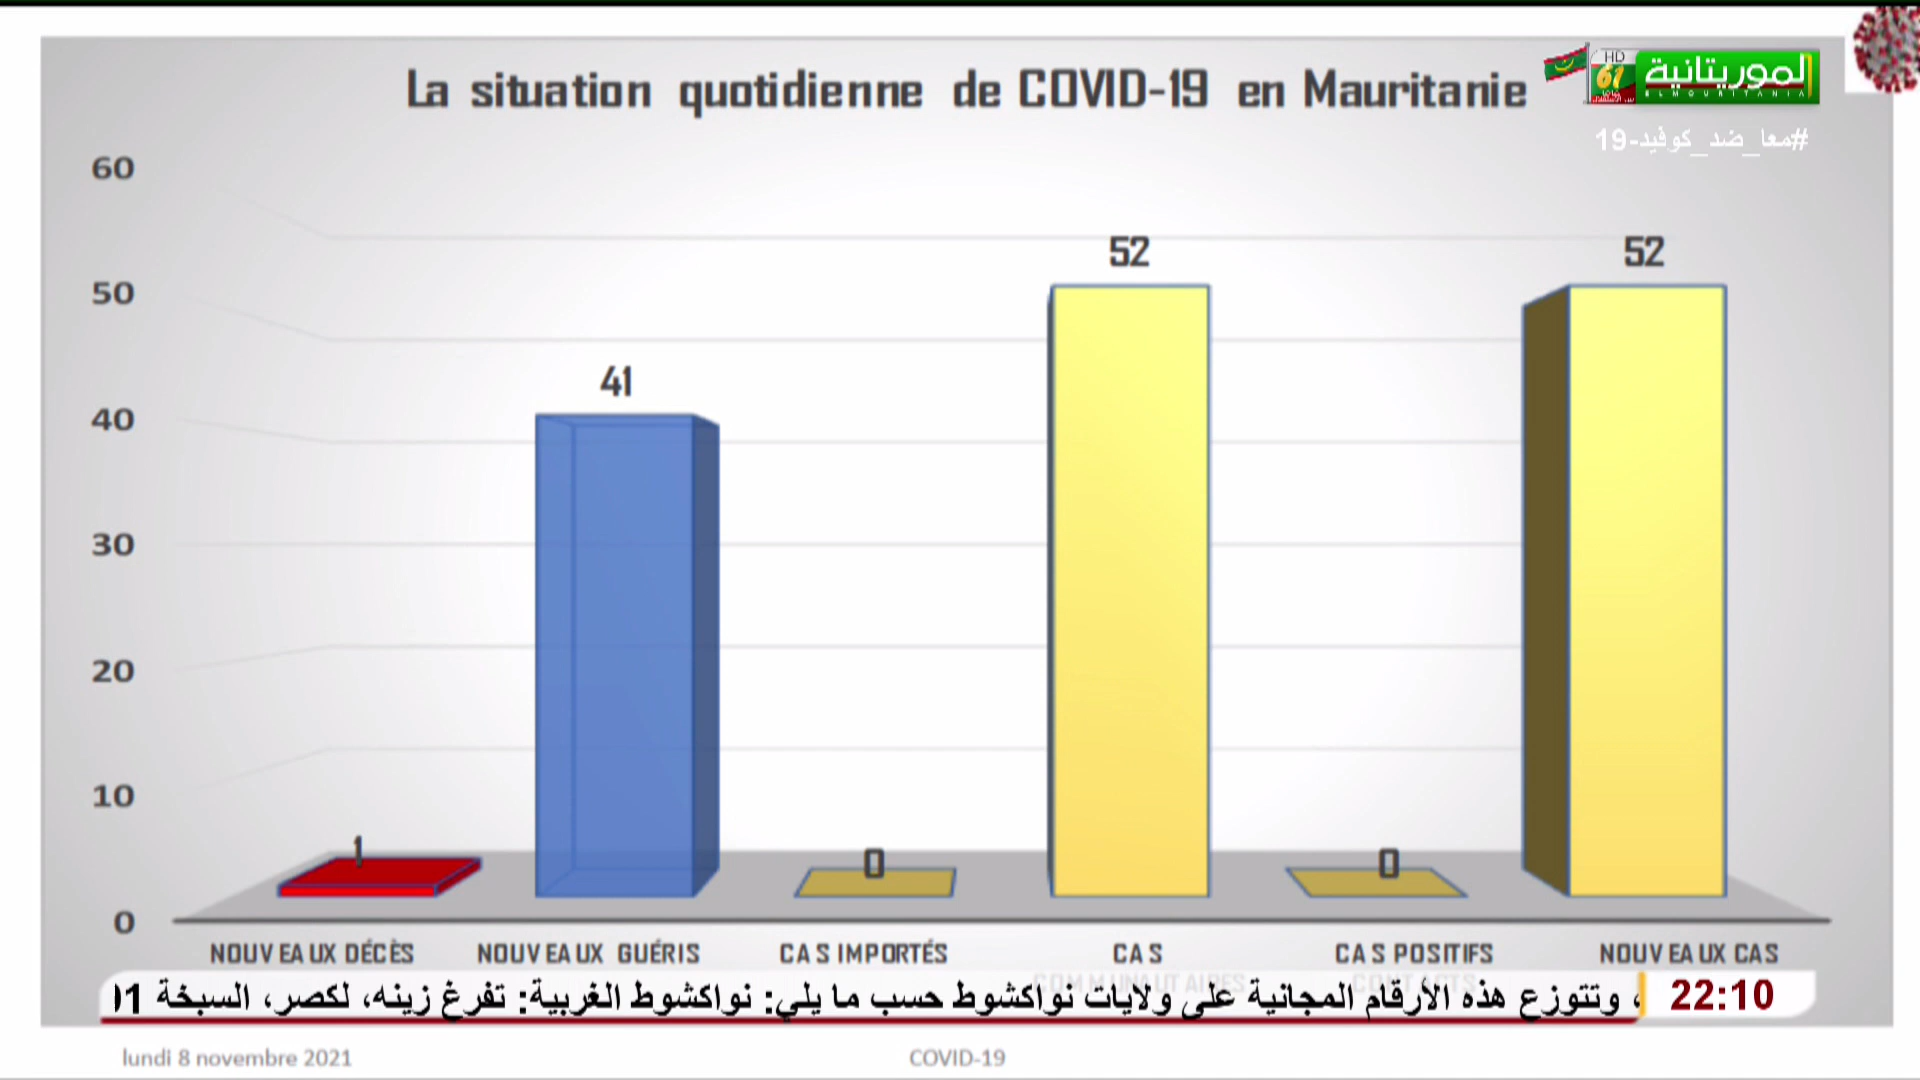 La situation quotidienne de COVID-19 en Mauritanie
HD
61
الموريتانية
ELMOURITANIA
#معا_ضد_كوفيد-19
60
50
40
30
20
10
0
1
41
0
52
0
52
NOUVEAUX DÉCÈS
NOUVEAUX GUÉRIS
CAS IMPORTÉS
CAS
COMMUNAUTAIRES
CAS POSITIFS
CONTACTS
NOUVEAUX CAS
، وتتوزع هذه الأرقام المجانية على ولايات نواكشوط حسب ما يلي: نواكشوط الغربية: تفرغ زينه، لكصر، السبخة
22:10
lundi 8 novembre 2021
COVID-19